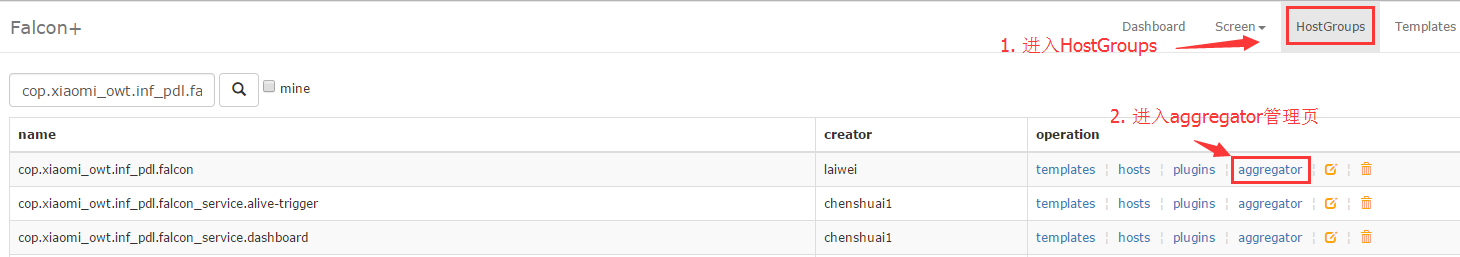 Falcon+ Dashboard Screen HostGroups Templates
1. 进入HostGroups
cop.xiaomi_owt.inf_pdl.fa mine
2. 进入aggregator管理页
name creator operation
cop.xiaomi_owt.inf_pdl.falcon laiwei templates ¦ hosts ¦ plugins ¦ aggregator ¦ ¦
cop.xiaomi_owt.inf_pdl.falcon_service.alive-trigger chenshuai1 templates ¦ hosts ¦ plugins ¦ aggregator ¦ ¦
cop.xiaomi_owt.inf_pdl.falcon_service.dashboard chenshuai1 templates ¦ hosts ¦ plugins ¦ aggregator ¦ ¦